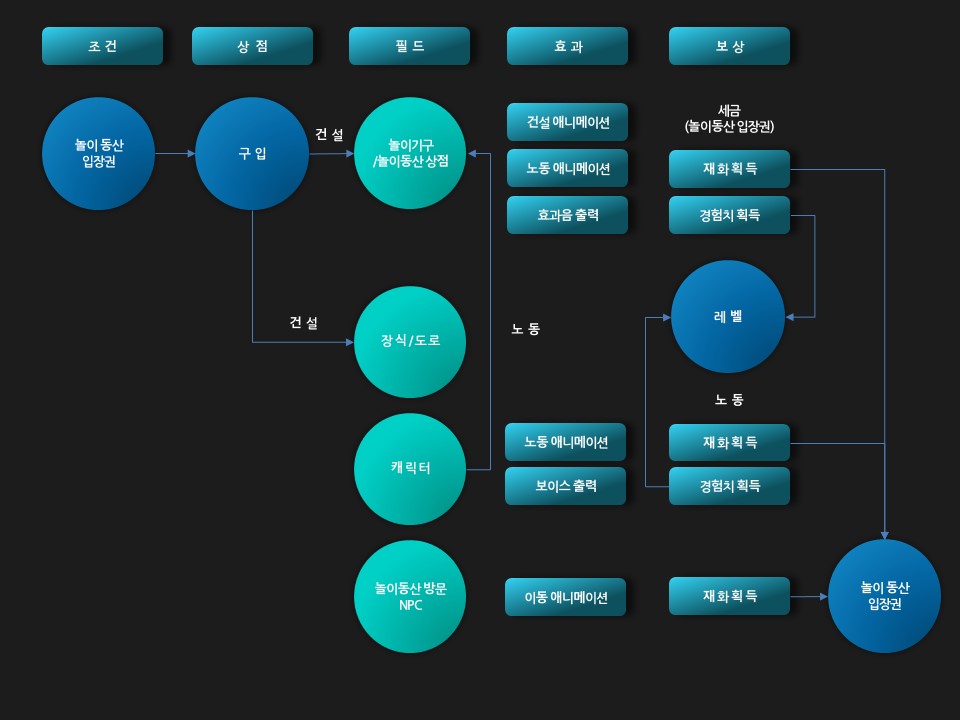 조 건
상 점
필 드
효 과
보 상
놀이 동산
입장권
구 입
건 설
놀이기구
/놀이동산 상점
건설 애니메이션
노동 애니메이션
효과음 출력
세금
(놀이동산 입장권)
재화획득
경험치 획득
레 벨
건 설
장식/도로
노 동
노 동
캐릭터
노동 애니메이션
보이스 출력
재화획득
경험치 획득
놀이동산 방문
NPC
이동 애니메이션
재화획득
놀이 동산
입장권